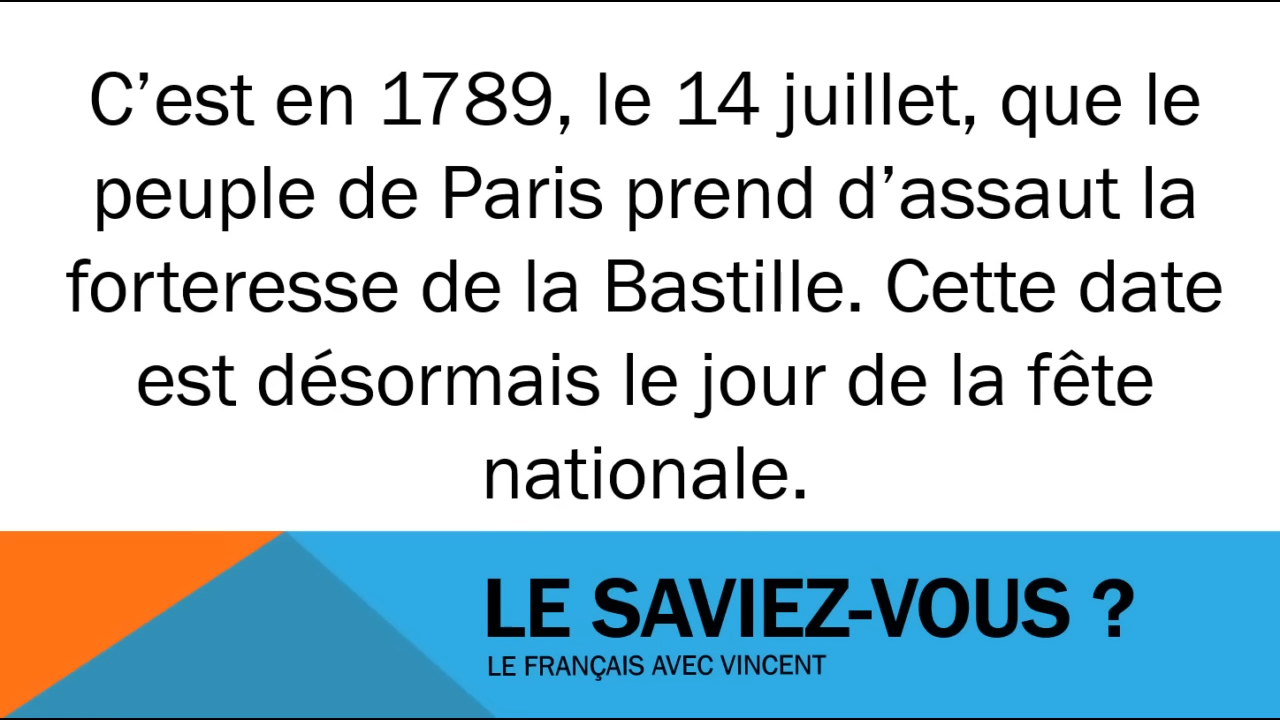 C’est en 1789, le 14 juillet, que le
peuple de Paris prend d’assaut la
forteresse de la Bastille. Cette date
est désormais le jour de la fête
nationale.
LE SAVIEZ-VOUS ?
LE FRANÇAIS AVEC VINCENT